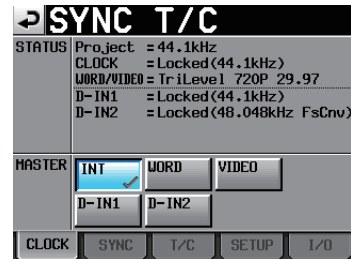 SYNC T/C
STATUS Project = 44.1kHz
CLOCK = Locked(44.1kHz)
WORD/VIDEO = TriLevel 720P 29.97
D-IN1 = Locked(44.1kHz)
D-IN2 = Locked(48.048kHz FsCnv)
MASTER INT WORD VIDEO
D-IN1 D-IN2
CLOCK SYNC T/C SETUP I/O